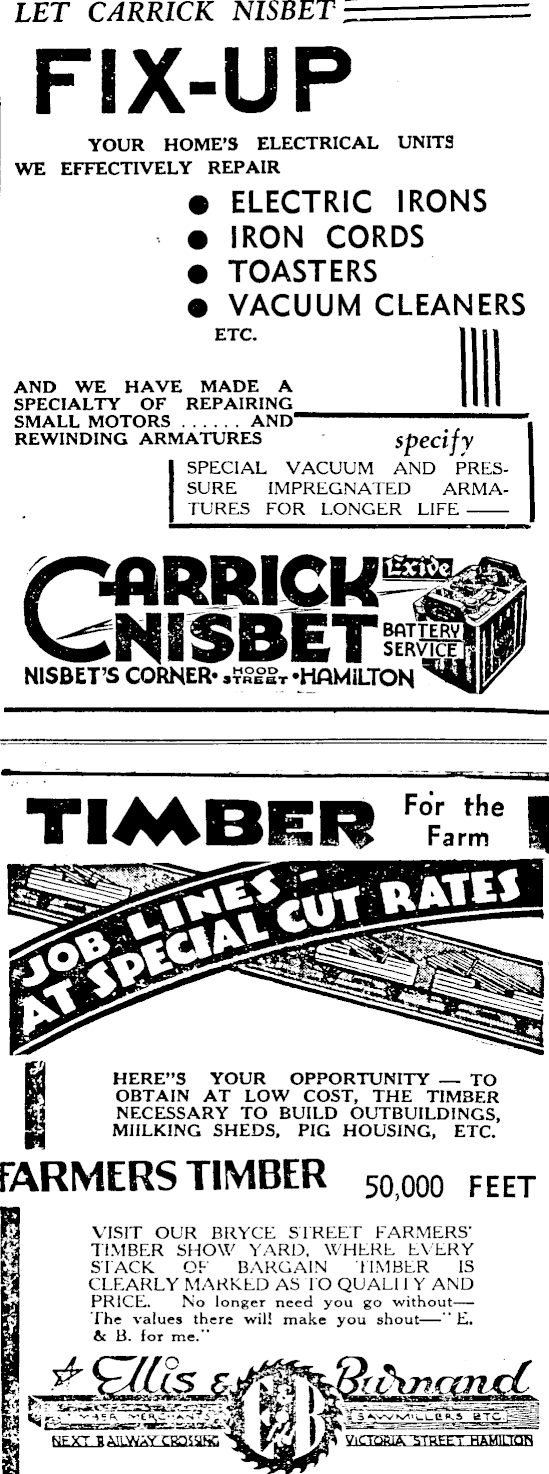 LET CARRICK NISBET
FIX-UP
YOUR HOME'S ELECTRICAL UNITS
WE EFFECTIVELY REPAIR
● ELECTRIC IRONS
● IRON CORDS
● TOASTERS
● VACUUM CLEANERS
ETC.
AND WE HAVE MADE A
SPECIALTY OF REPAIRING
SMALL MOTORS ...... AND
REWINDING ARMATURES
specify
SPECIAL VACUUM AND PRES-
SURE IMPREGNATED ARMA-
TURES FOR LONGER LIFE —
CARRICK
NISBET
Exide
BATTERY
SERVICE
NISBET'S CORNER • HOOD STREET • HAMILTON
TIMBER For the
Farm
JOB LINES -
AT SPECIAL CUT RATES
HERE"S YOUR OPPORTUNITY — TO
OBTAIN AT LOW COST, THE TIMBER
NECESSARY TO BUILD OUTBUILDINGS,
MIILKING SHEDS, PIG HOUSING, ETC.
FARMERS TIMBER 50,000 FEET
VISIT OUR BRYCE STREET FARMERS'
TIMBER SHOW YARD, WHERE EVERY
STACK OF BARGAIN TIMBER IS
CLEARLY MARKED AS TO QUALITY AND
PRICE. No longer need you go without—
The values there will make you shout—"E.
& B. for me."
Ellis & Burnand
E & B
TIMBER MERCHANTS SAWMILLERS ETC.
NEXT RAILWAY CROSSING VICTORIA STREET HAMILTON